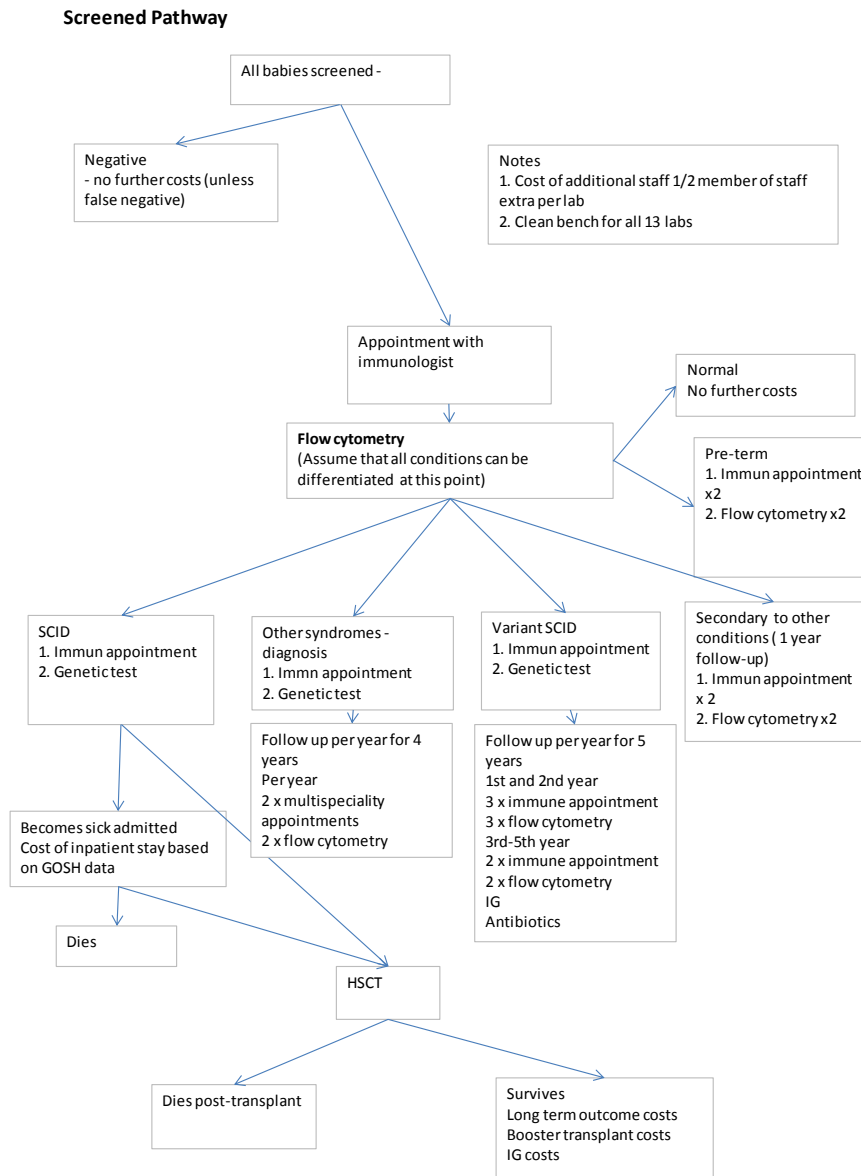 Screened Pathway
All babies screened -
Negative
- no further costs (unless
false negative)
Notes
1. Cost of additional staff 1/2 member of staff
extra per lab
2. Clean bench for all 13 labs
Appointment with
immunologist
Normal
No further costs
Flow cytometry
(Assume that all conditions can be
differentiated at this point)
Pre-term
1. Immun appointment
x2
2. Flow cytometry x2
SCID
1. Immun appointment
2. Genetic test
Other syndromes -
diagnosis
1. Immn appointment
2. Genetic test
Variant SCID
1. Immun appointment
2. Genetic test
Secondary to other
conditions ( 1 year
follow-up)
1. Immun appointment
x 2
2. Flow cytometry x2
Follow up per year for 4
years
Per year
2 x multispeciality
appointments
2 x flow cytometry
Follow up per year for 5
years
1st and 2nd year
3 x immune appointment
3 x flow cytometry
3rd-5th year
2 x immune appointment
2 x flow cytometry
IG
Antibiotics
Becomes sick admitted
Cost of inpatient stay based
on GOSH data
Dies
HSCT
Dies post-transplant
Survives
Long term outcome costs
Booster transplant costs
IG costs